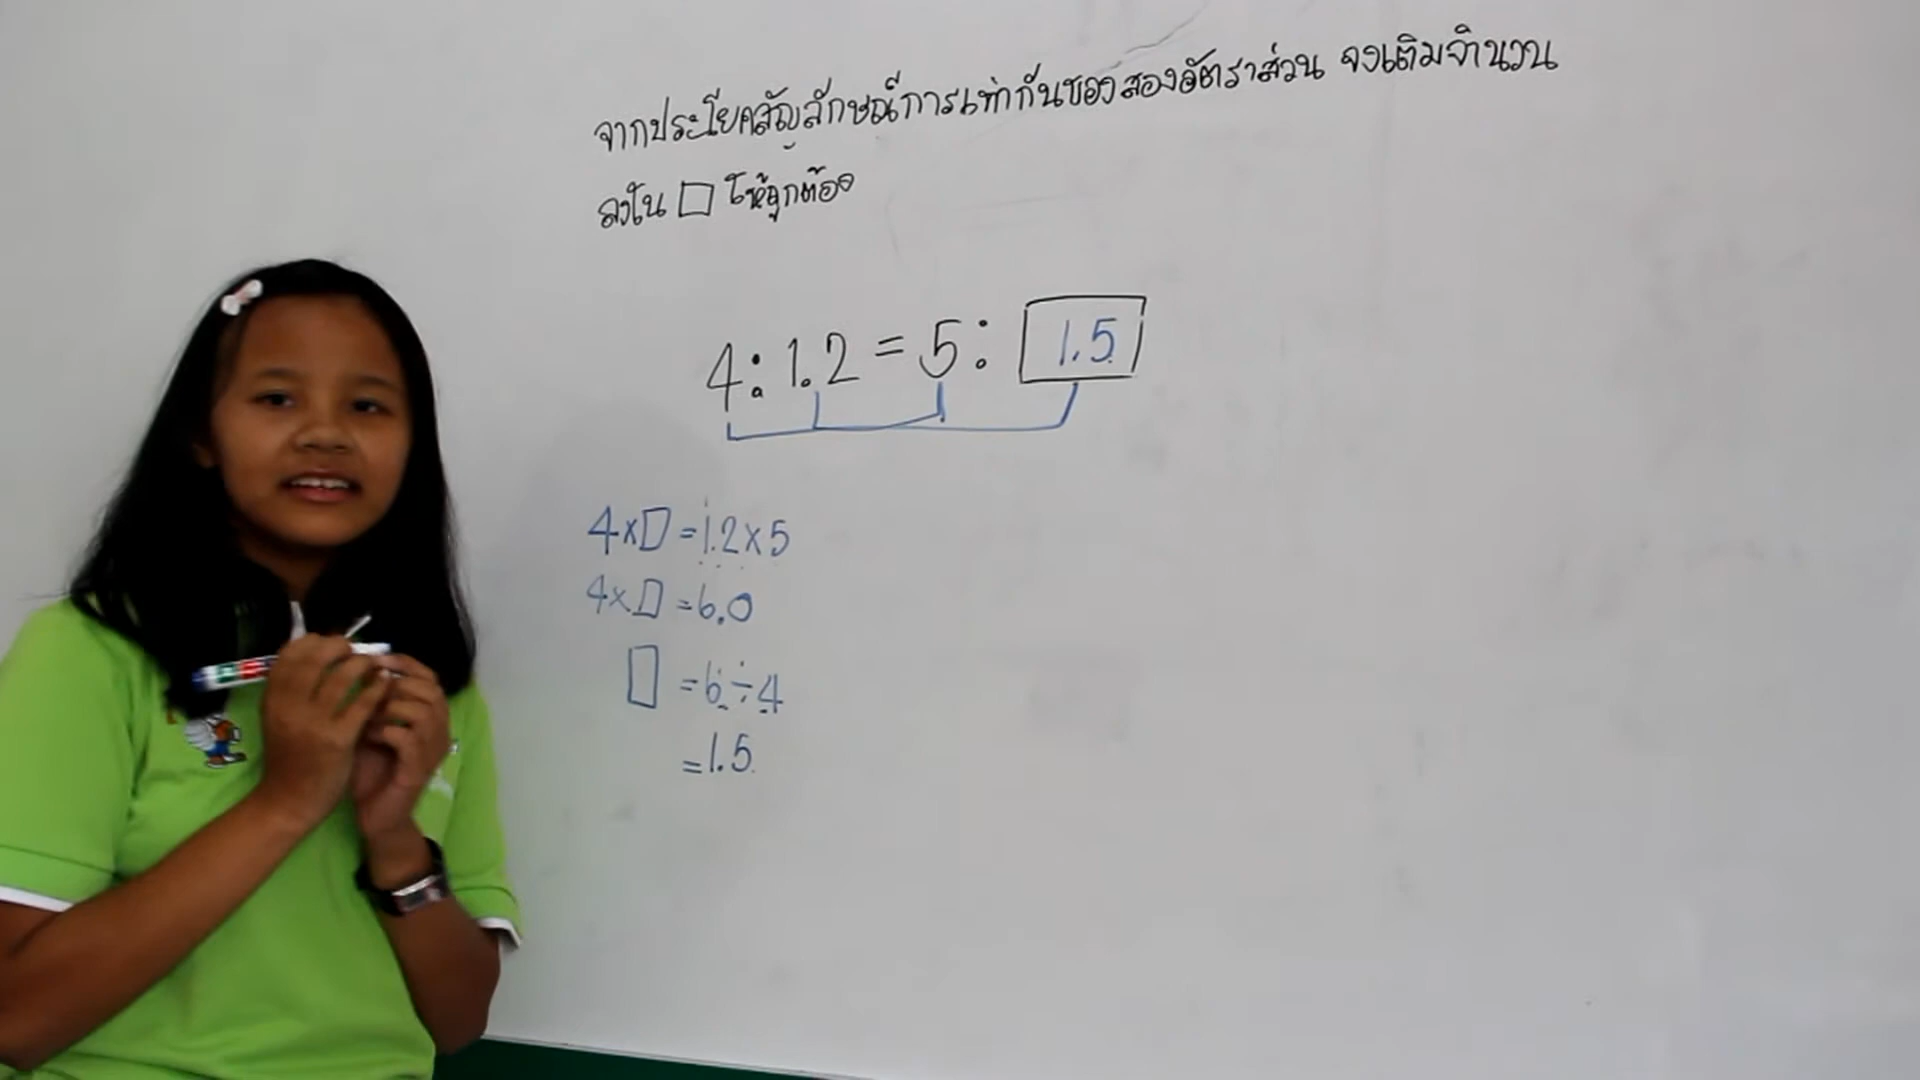 จากประโยคสัญลักษณ์การเท่ากันของสองอัตราส่วน จงเติมจำนวน
ลงใน □ ให้ถูกต้อง
4 : 1.2 = 5 : 1.5
4 × □ = 1.2 × 5
4 × □ = 6.0
□ = 6 ÷ 4
= 1.5